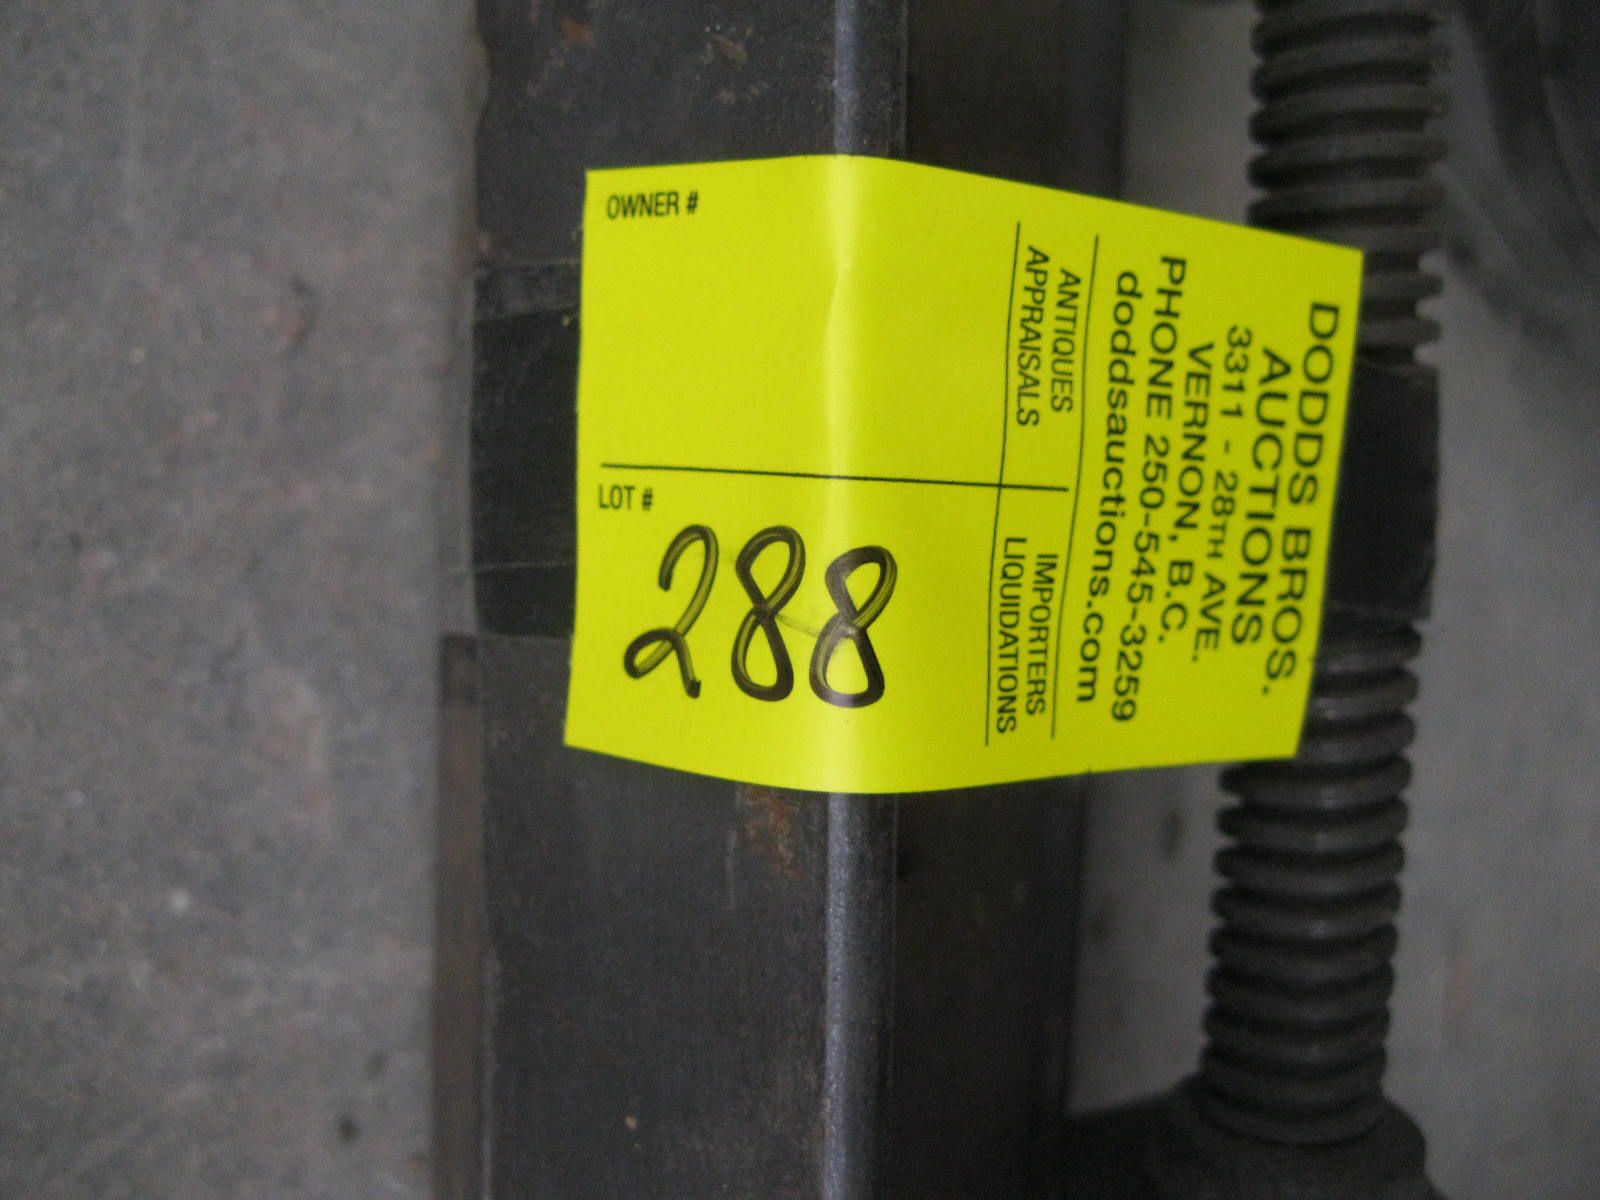 DODDS BROS.
AUCTIONS
3311 - 28TH AVE.
VERNON, B.C.
PHONE 250-545-3259
doddsauctions.com
ANTIQUES
APPRAISALS
IMPORTERS
LIQUIDATIONS
OWNER #
LOT #
288